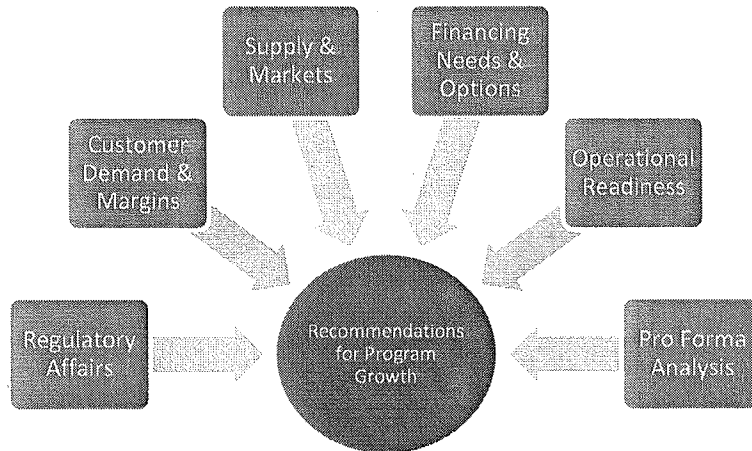 Supply &
Markets
Financing
Needs &
Options
Customer
Demand &
Margins
Operational
Readiness
Regulatory
Affairs
Recommendations
for Program
Growth
Pro Forma
Analysis